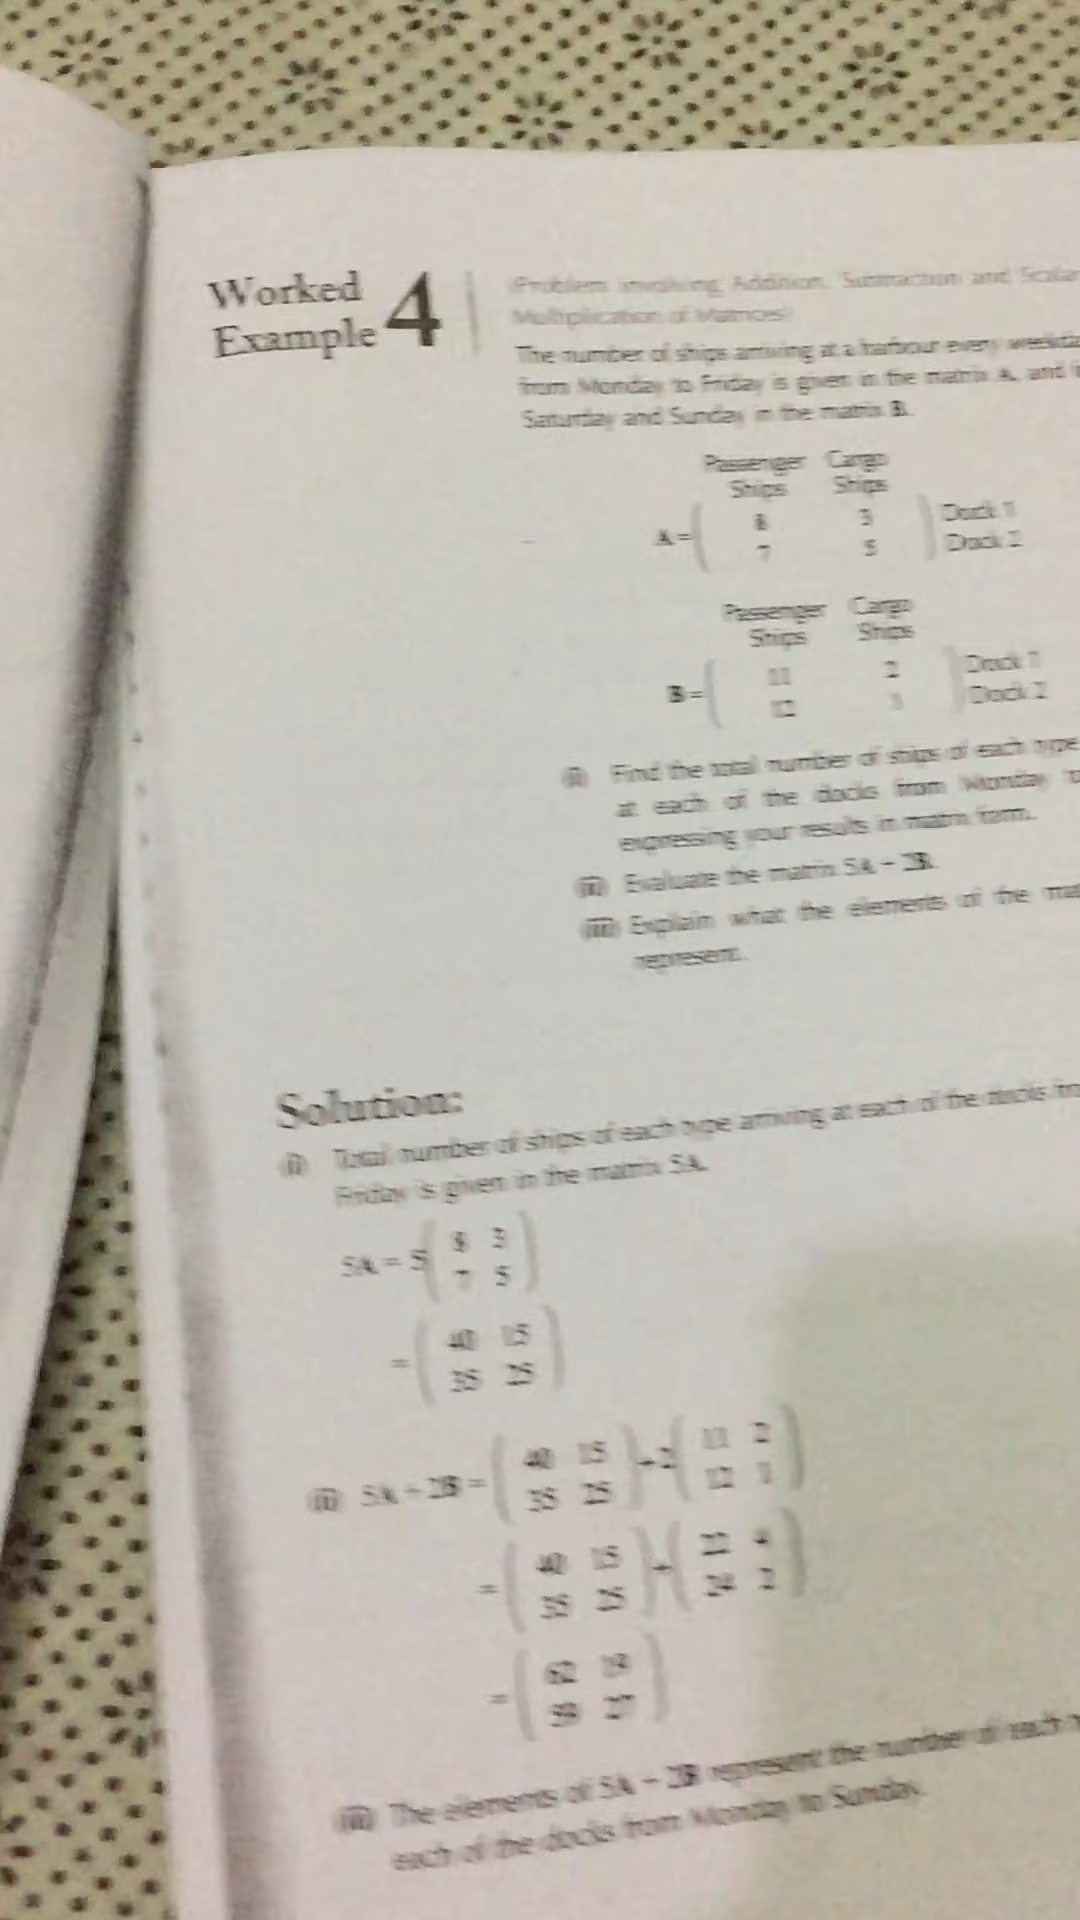 Worked
Example 4
(Problem involving Addition, Subtraction and Scalar
Multiplication of Matrices)
The number of ships arriving at a harbour every
from Monday to Friday is given in the matrix A, and
Saturday and Sunday in the matrix B.
Passenger Cargo
Ships Ships
A = ( 8 3 ) Dock 1
7 5 Dock 2
Passenger Cargo
Ships Ships
B = ( 11 2 ) Dock 1
12 1 Dock 2
(i) Find the total number of ships of each type
at each of the docks from Monday
expressing your results in matrix form.
(ii) Evaluate the matrix 5A + 2B.
(iii) Explain what the elements of the
represent.
Solution:
(i) Total number of ships of each type arriving at each of the docks
Friday is given in the matrix 5A.
5A = 5 ( 8 3 )
7 5
= ( 40 15 )
35 25
(ii) 5A + 2B = ( 40 15 ) + 2 ( 11 2 )
35 25 12 1
= ( 40 15 ) + ( 22 4 )
35 25 24 2
= ( 62 19 )
59 27
(iii) The elements of 5A + 2B represent the number of each
each of the docks from Monday to Sunday.